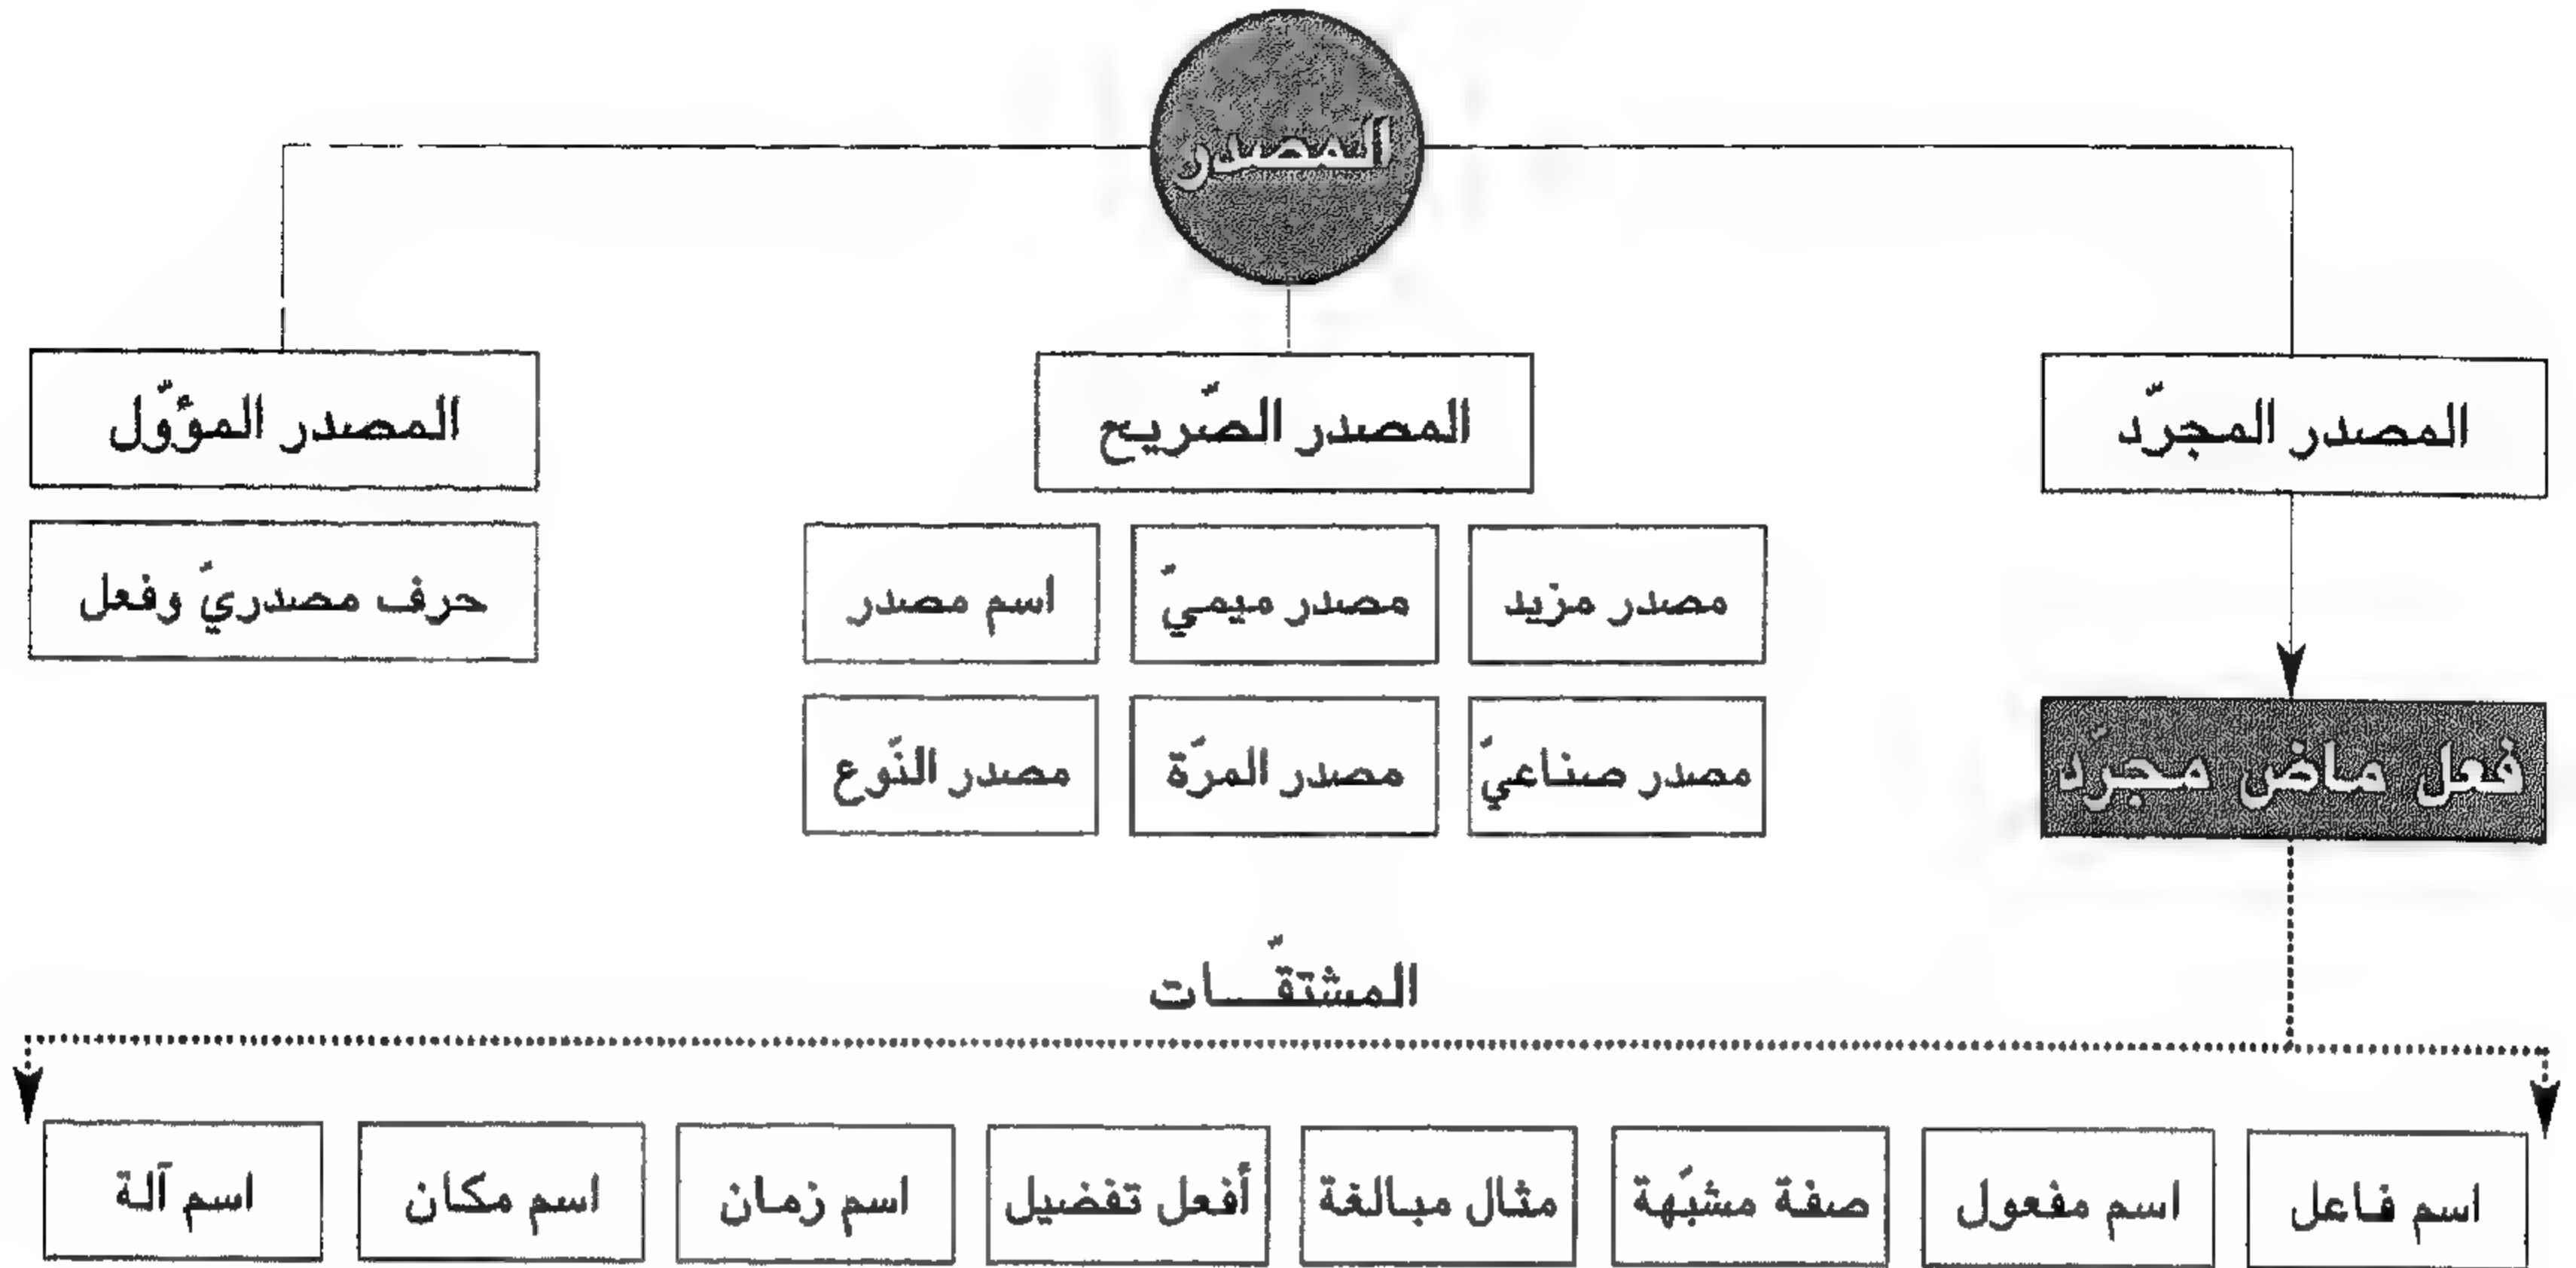 المصدر
المصدر المجرّد
المصدر الصّريح
المصدر المؤوّل
مصدر مزيد
مصدر ميميّ
اسم مصدر
حرف مصدريّ وفعل
فعل ماض مجرّد
مصدر صناعيّ
مصدر المرّة
مصدر النّوع
المشتقّــات
اسم فاعل
اسم مفعول
صفة مشبّهة
مثال مبالغة
أفعل تفضيل
اسم زمان
اسم مكان
اسم آلة